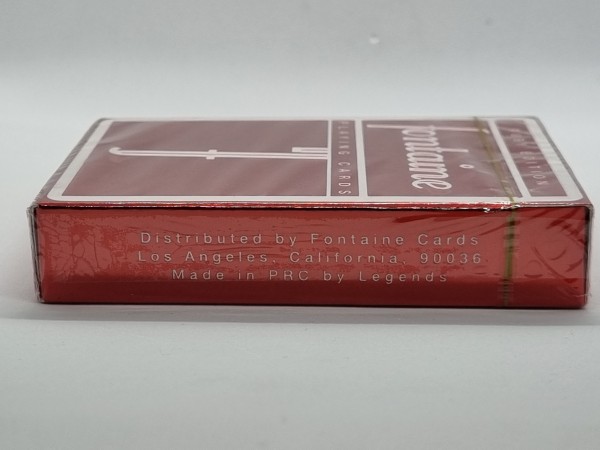 PLAYING CARDS
fontaine
Distributed by Fontaine Cards
Los Angeles, California, 90036
Made in PRC by Legends